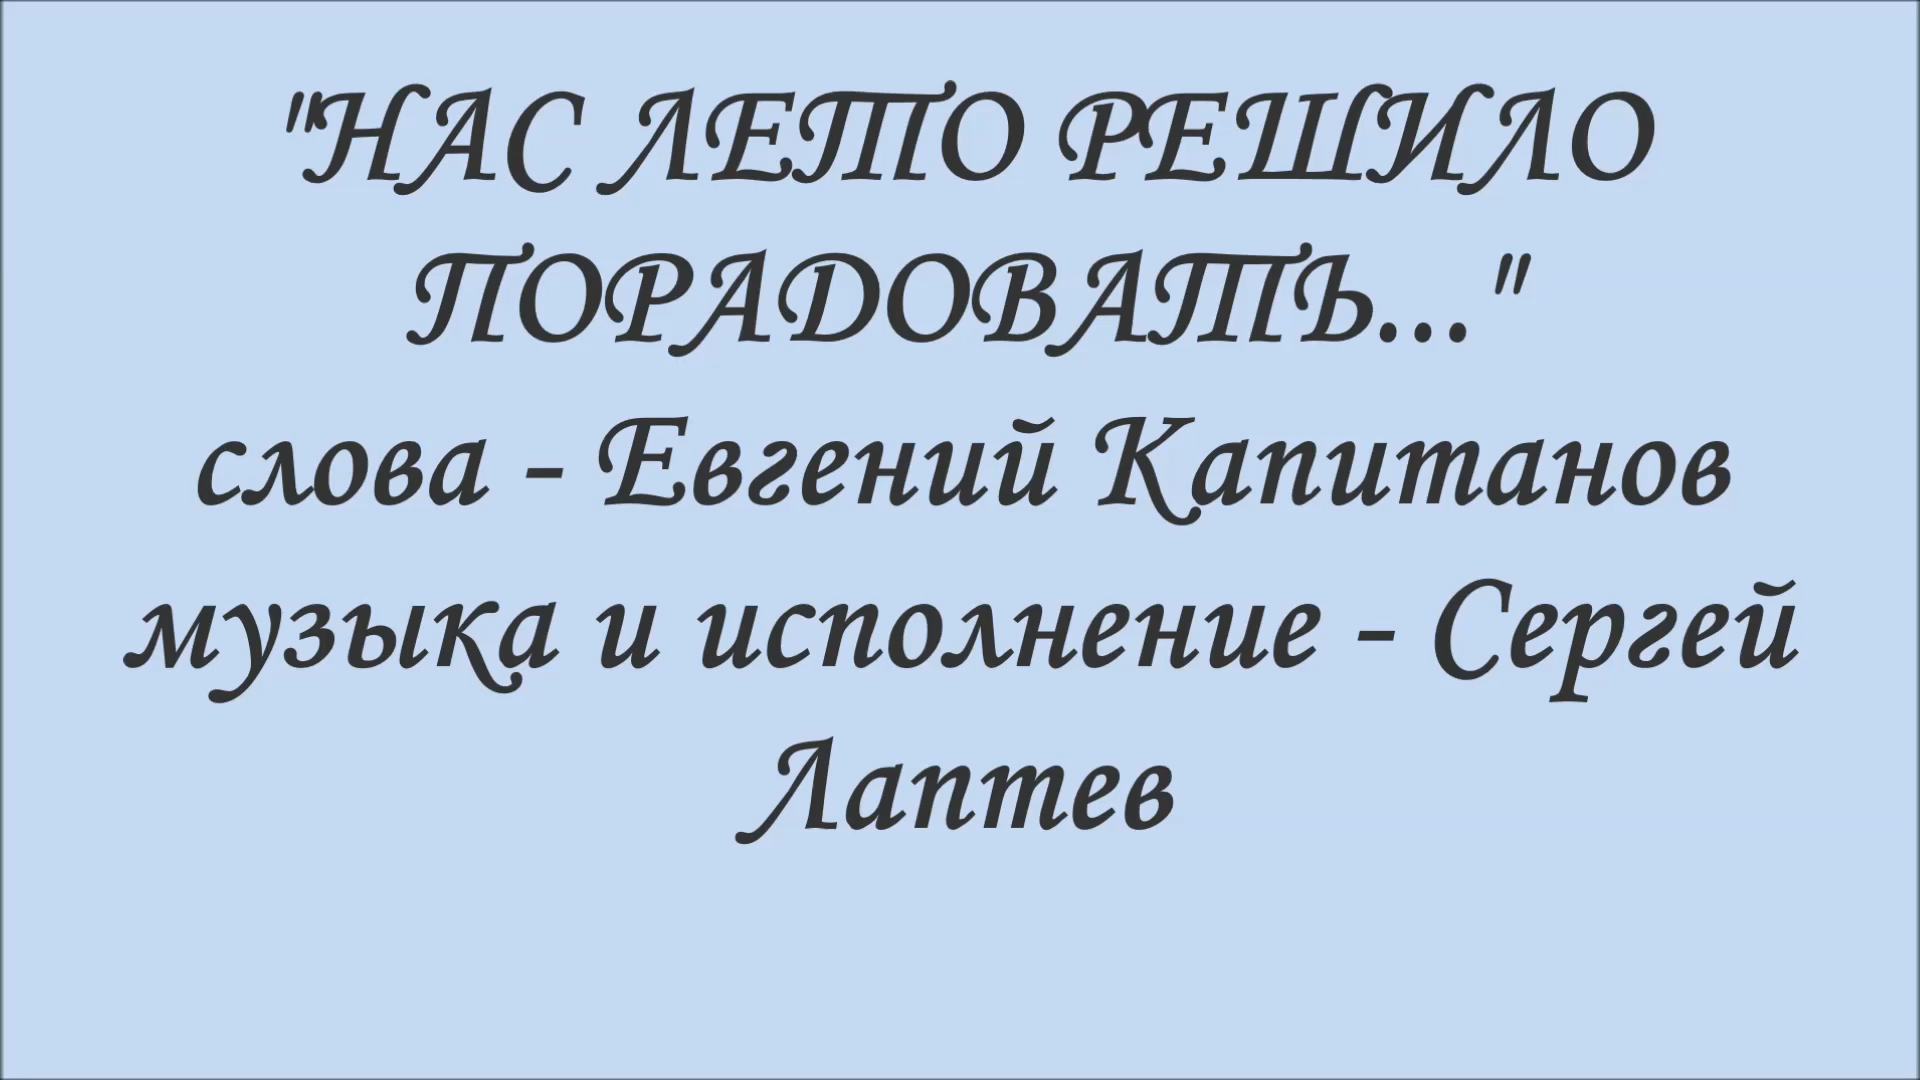 "НАС ЛЕТО РЕШИЛО
ПОРАДОВАТЬ..."
слова - Евгений Капитанов
музыка и исполнение - Сергей
Лаптев